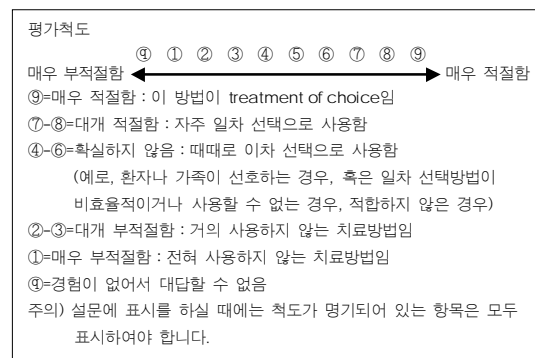 평가척도
⓪ ① ② ③ ④ ⑤ ⑥ ⑦ ⑧ ⑨
매우 부적절함 매우 적절함
⑨=매우 적절함 : 이 방법이 treatment of choice임
⑦-⑧=대개 적절함 : 자주 일차 선택으로 사용함
④-⑥=확실하지 않음 : 때때로 이차 선택으로 사용함
(예로, 환자나 가족이 선호하는 경우, 혹은 일차 선택방법이
비효율적이거나 사용할 수 없는 경우, 적합하지 않은 경우)
②-③=대개 부적절함 : 거의 사용하지 않는 치료방법임
①=매우 부적절함 : 전혀 사용하지 않는 치료방법임
⓪=경험이 없어서 대답할 수 없음
주의) 설문에 표시를 하실 때에는 척도가 명기되어 있는 항목은 모두
표시하여야 합니다.